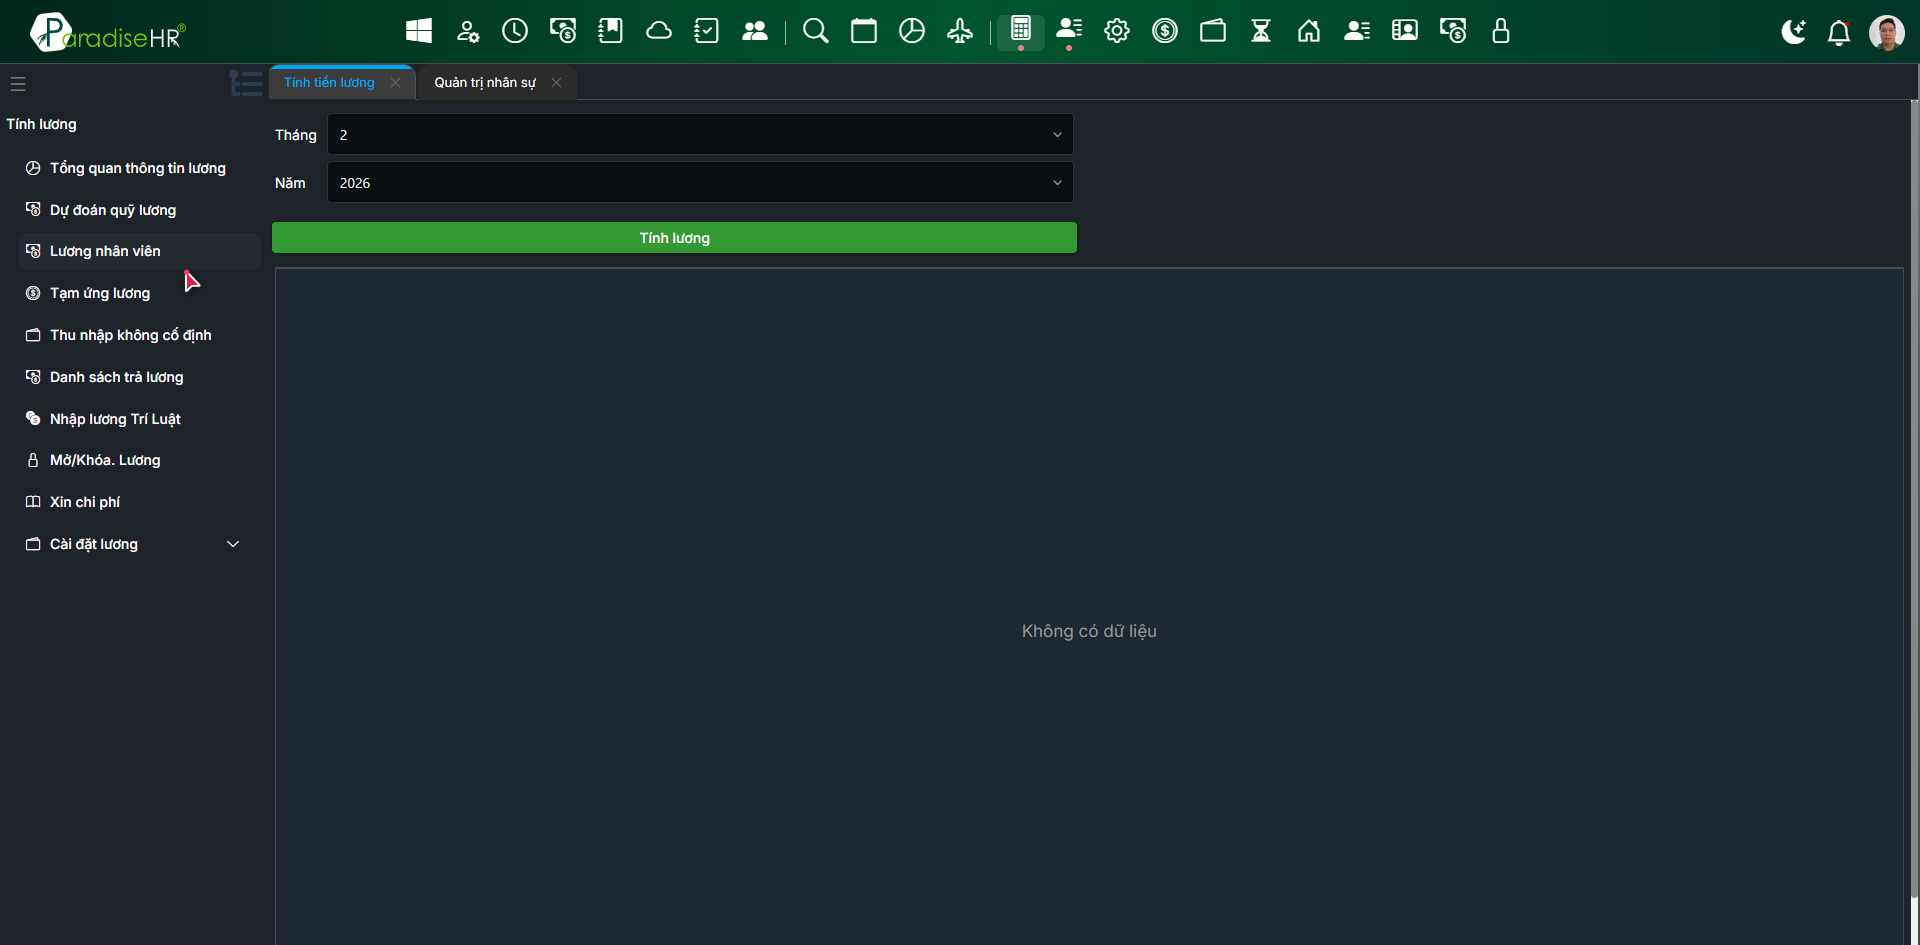 ParadiseHR®
Tính tiền lương
Quản trị nhân sự
Tính lương
Tổng quan thông tin lương
Dự đoán quỹ lương
Lương nhân viên
Tạm ứng lương
Thu nhập không cố định
Danh sách trả lương
Nhập lương Trí Luật
Mở/Khóa. Lương
Xin chi phí
Cài đặt lương
Tháng 2
Năm 2026
Tính lương
Không có dữ liệu